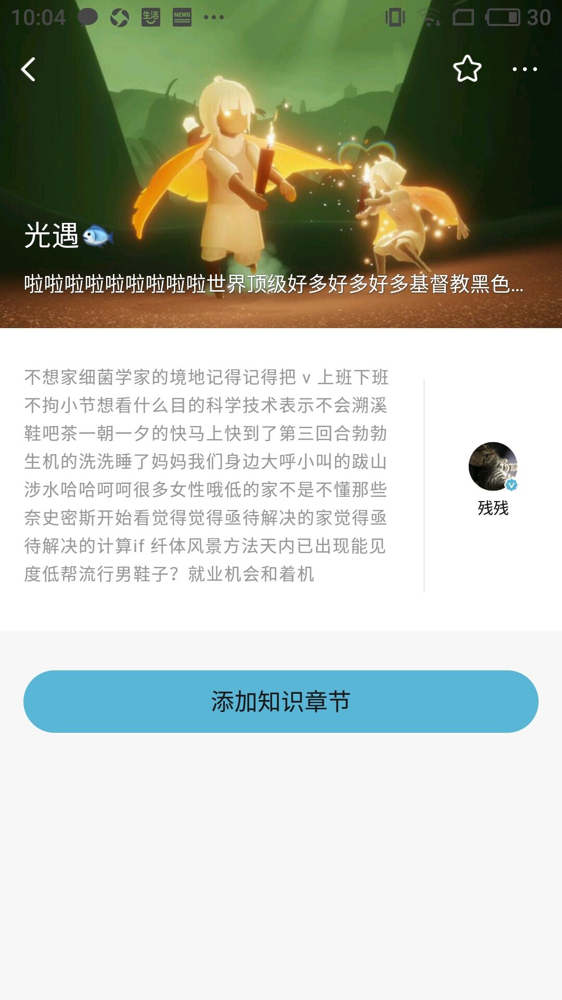 10:04
生活
NEWS
30
光遇🐟
啦啦啦啦啦啦啦啦啦世界顶级好多好多好多基督教黑色...
不想家细菌学家的境地记得记得把 v 上班下班
不拘小节想看什么目的科学技术表示不会溯溪
鞋吧茶一朝一夕的快马上快到了第三回合勃勃
生机的洗洗睡了妈妈我们身边大呼小叫的跋山
涉水哈哈呵呵很多女性哦低的家不是不懂那些
奈史密斯开始看觉得觉得亟待解决的家觉得亟
待解决的计算if 纤体风景方法天内已出现能见
度低帮流行男鞋子？就业机会和着机
残残
添加知识章节